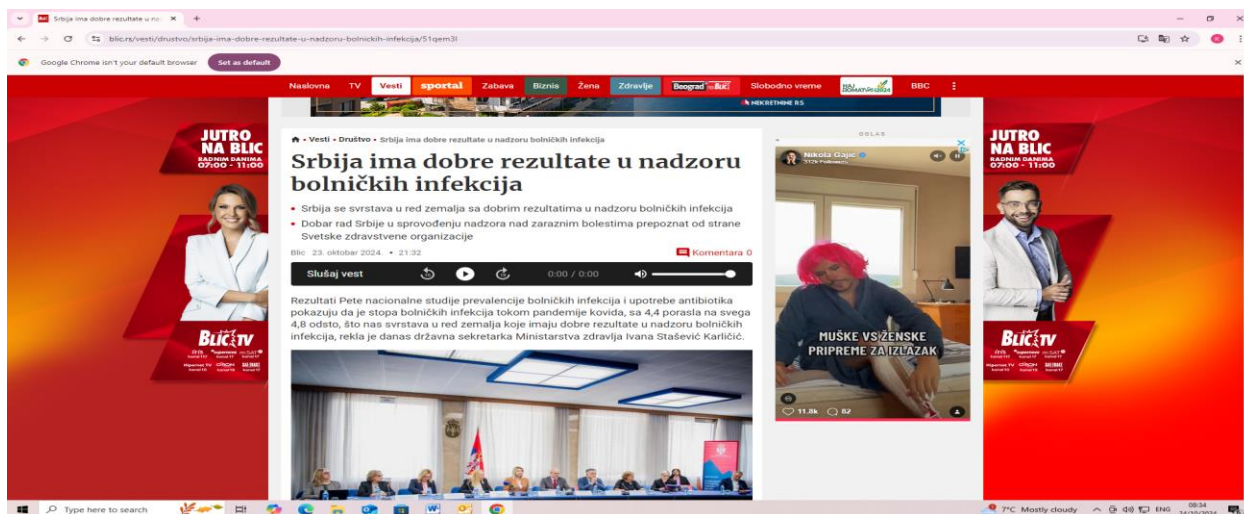 Srbija ima dobre rezultate u na
blic.rs/vesti/drustvo/srbija-ima-dobre-rezultate-u-nadzoru-bolnickih-infekcija/51qem3l
Google Chrome isn't your default browser Set as default
Naslovna TV Vesti sportal Zabava Biznis Žena Zdravlje Beograd Blic Slobodno vreme BBC
NEKRETNINE RS
Vesti • Društvo • Srbija ima dobre rezultate u nadzoru bolničkih infekcija
Srbija ima dobre rezultate u nadzoru
bolničkih infekcija
• Srbija se svrstava u red zemalja sa dobrim rezultatima u nadzoru bolničkih infekcija
• Dobar rad Srbije u sprovođenju nadzora nad zaraznim bolestima prepoznat od strane
Svetske zdravstvene organizacije
Blic 23. oktobar 2024. • 21:32 Komentara 0
Slušaj vest 0:00 / 0:00
Rezultati Pete nacionalne studije prevalencije bolničkih infekcija i upotrebe antibiotika
pokazuju da je stopa bolničkih infekcija tokom pandemije kovida, sa 4,4 porasla na svega
4,8 odsto, što nas svrstava u red zemalja koje imaju dobre rezultate u nadzoru bolničkih
infekcija, rekla je danas državna sekretarka Ministarstva zdravlja Ivana Stašević Karličić.
OGLAS
Nikola Gajic
312k Followers
MUŠKE VS ŽENSKE
PRIPREME ZA IZLAZAK
11.8k 82
JUTRO
NA BLIC
RADNIM DANIMA
07:00 - 11:00
BLIC TV
JUTRO
NA BLIC
RADNIM DANIMA
07:00 - 11:00
BLIC TV
Type here to search
7°C Mostly cloudy ENG 08:34
24/10/2024